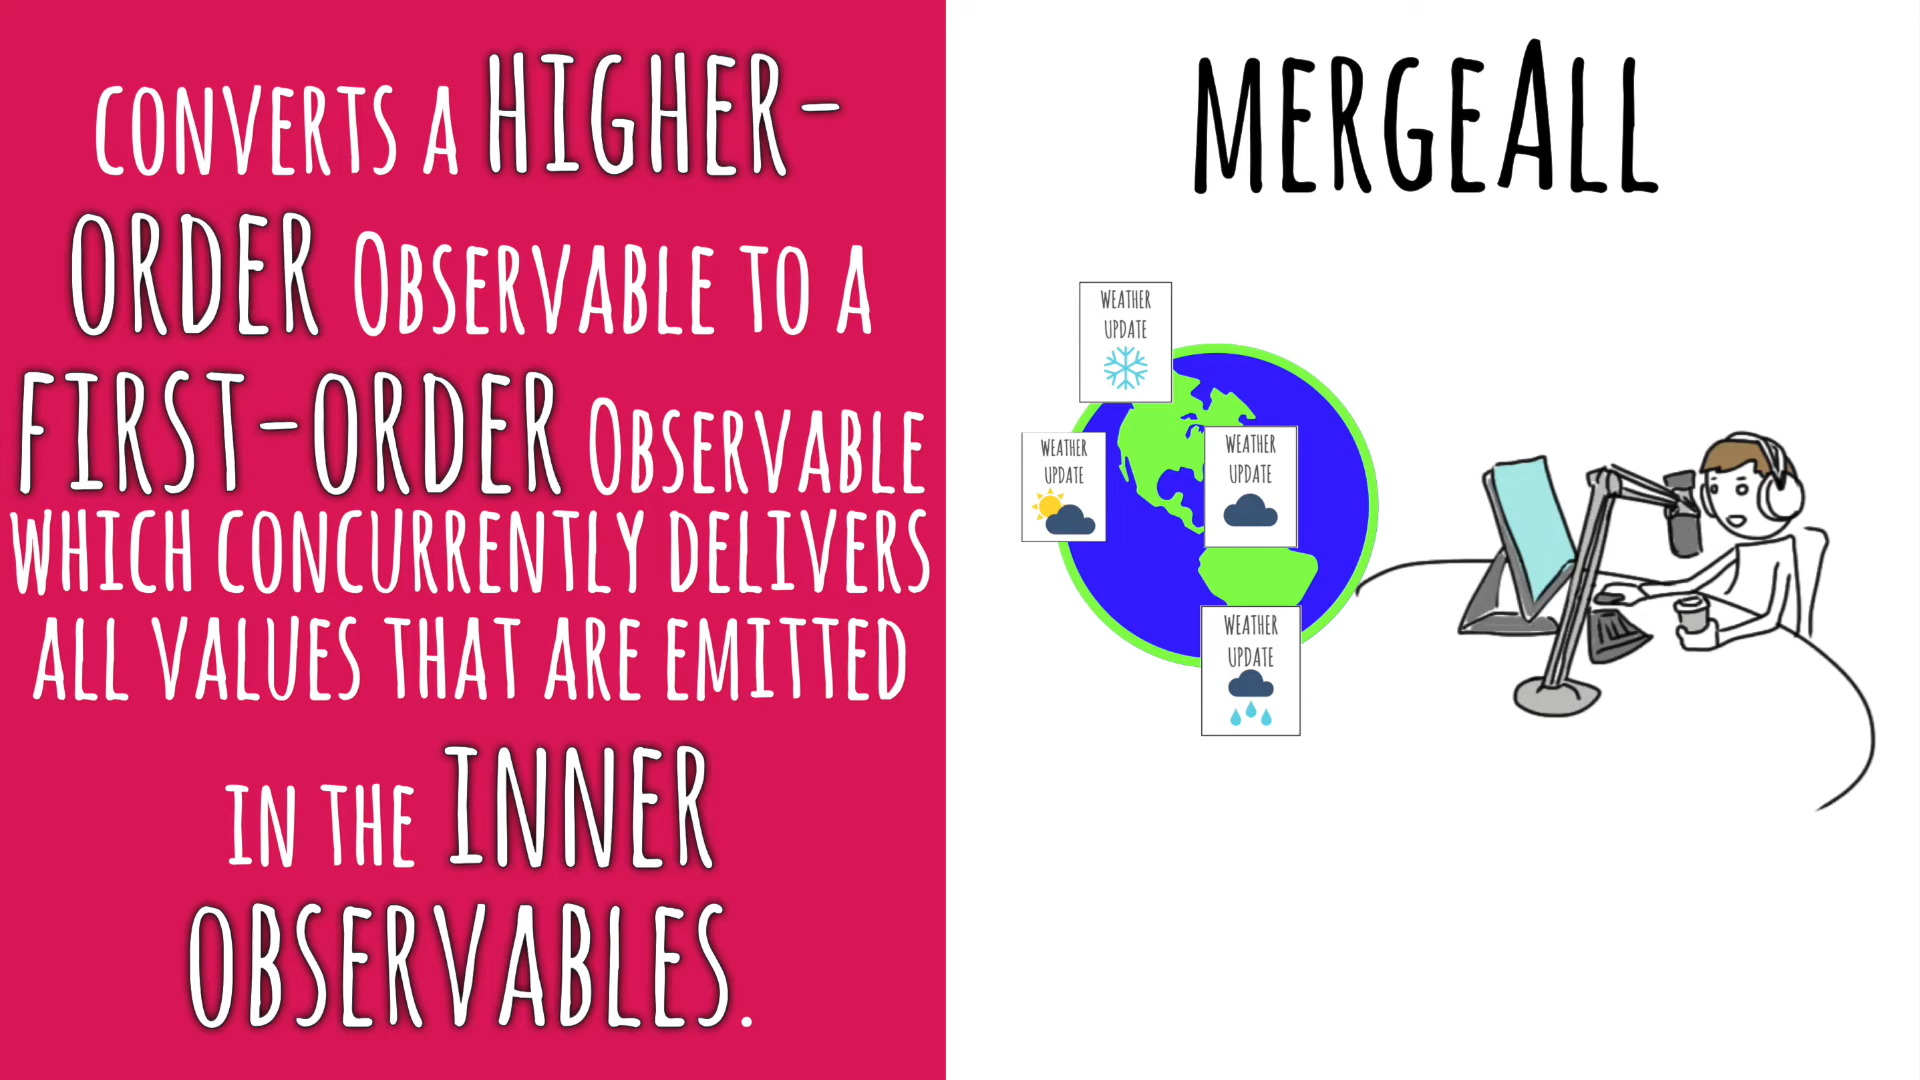 CONVERTS A HIGHER-
ORDER OBSERVABLE TO A
FIRST-ORDER OBSERVABLE
WHICH CONCURRENTLY DELIVERS
ALL VALUES THAT ARE EMITTED
IN THE INNER
OBSERVABLES.
MERGEALL
WEATHER
UPDATE
WEATHER
UPDATE
WEATHER
UPDATE
WEATHER
UPDATE